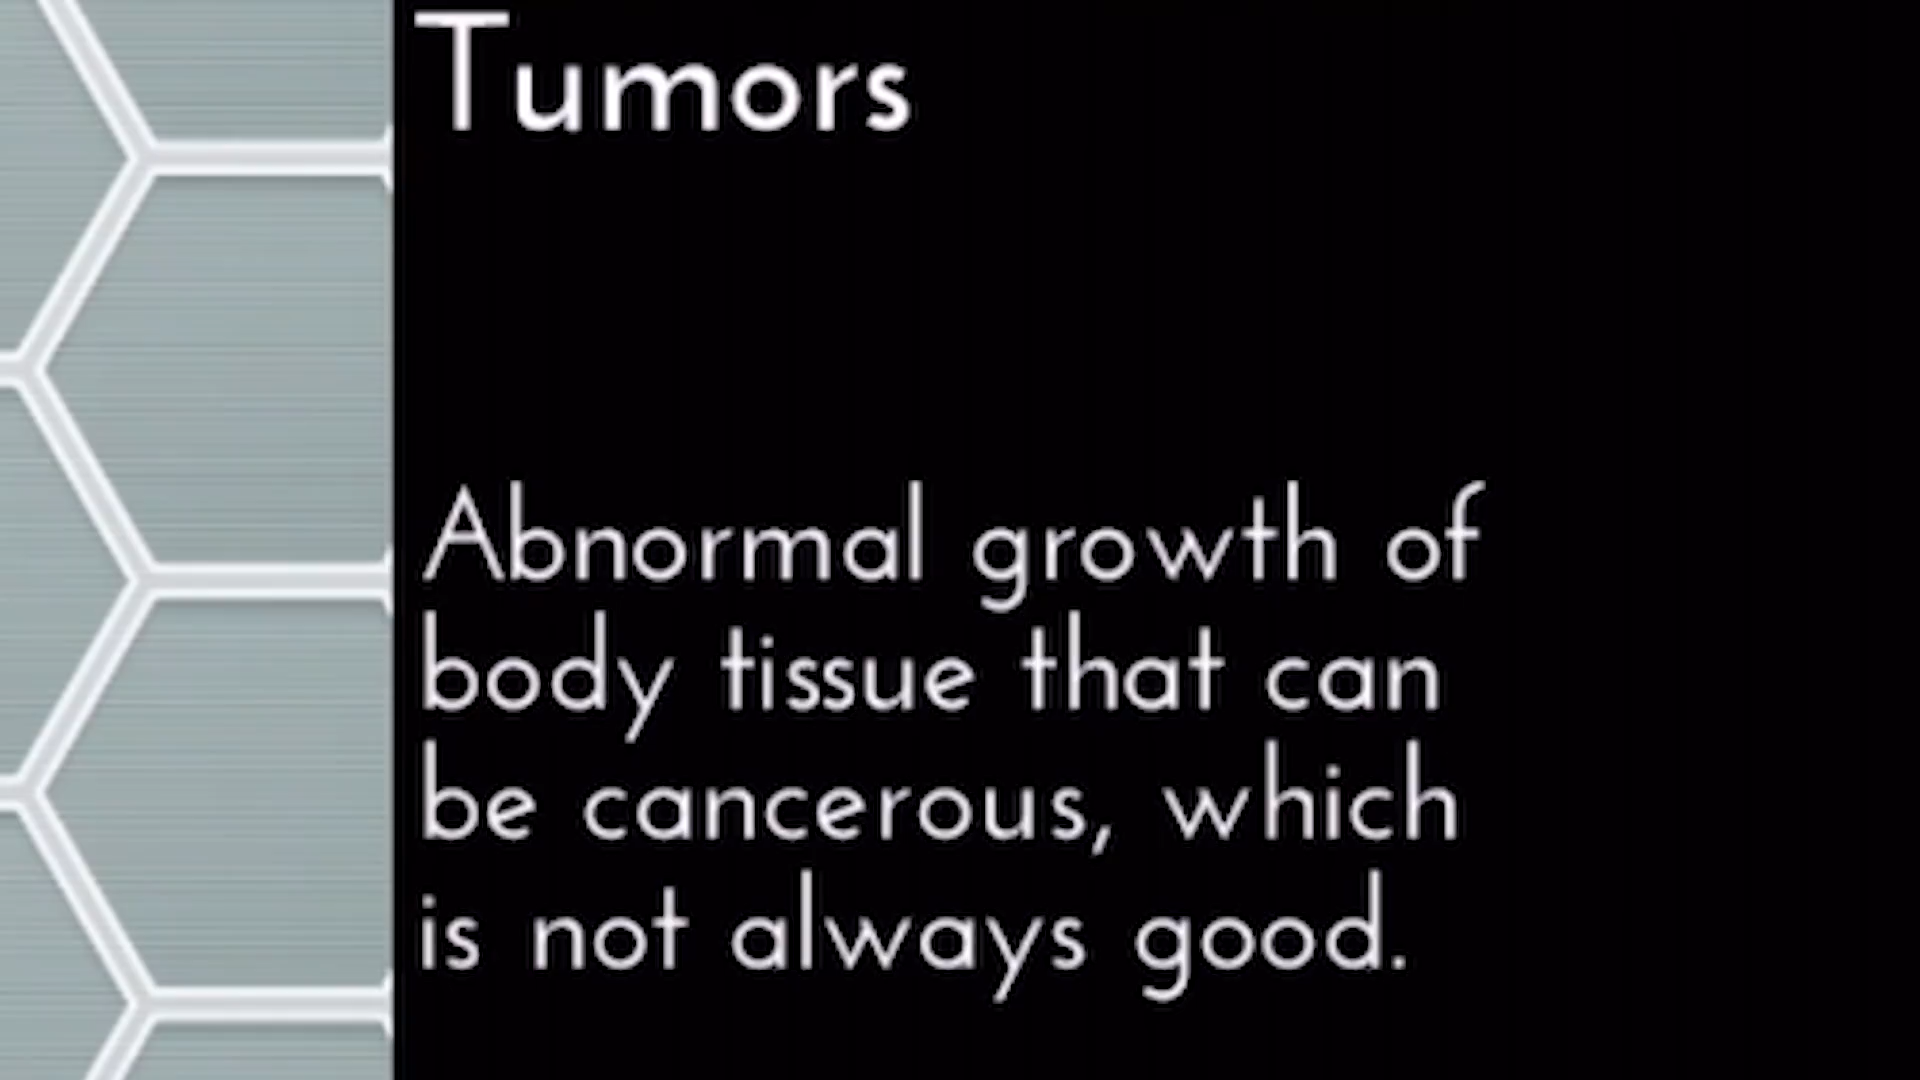 Tumors
Abnormal growth of
body tissue that can
be cancerous, which
is not always good.